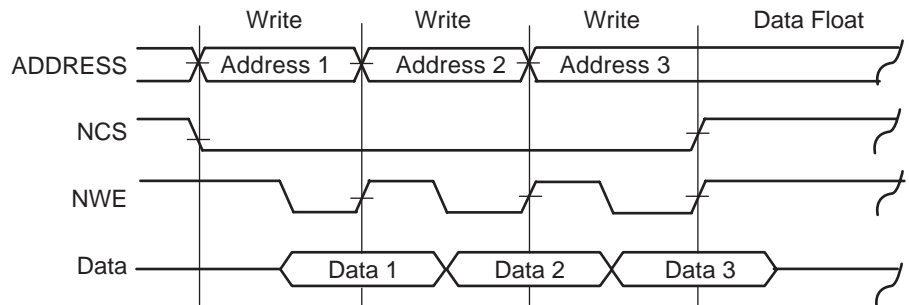 Write Write Write Data Float
ADDRESS Address 1 Address 2 Address 3
NCS
NWE
Data Data 1 Data 2 Data 3